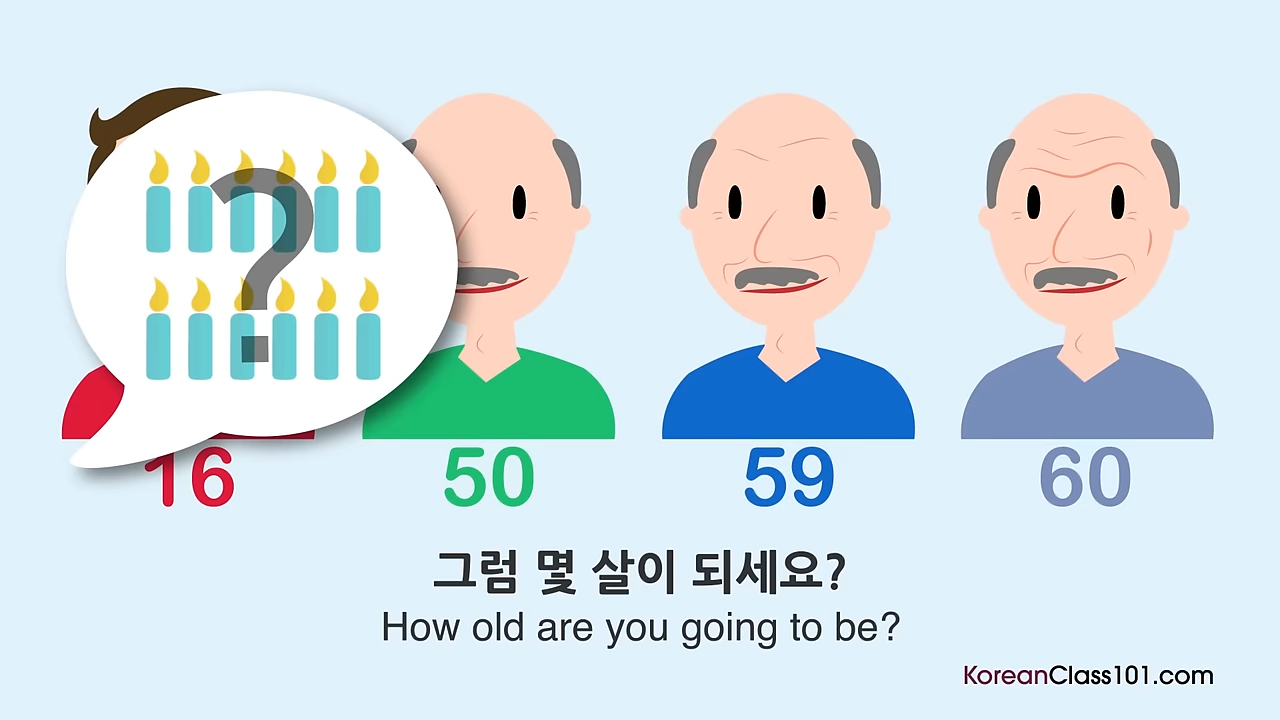 ?
16 50 59 60
그럼 몇 살이 되세요?
How old are you going to be?
KoreanClass101.com